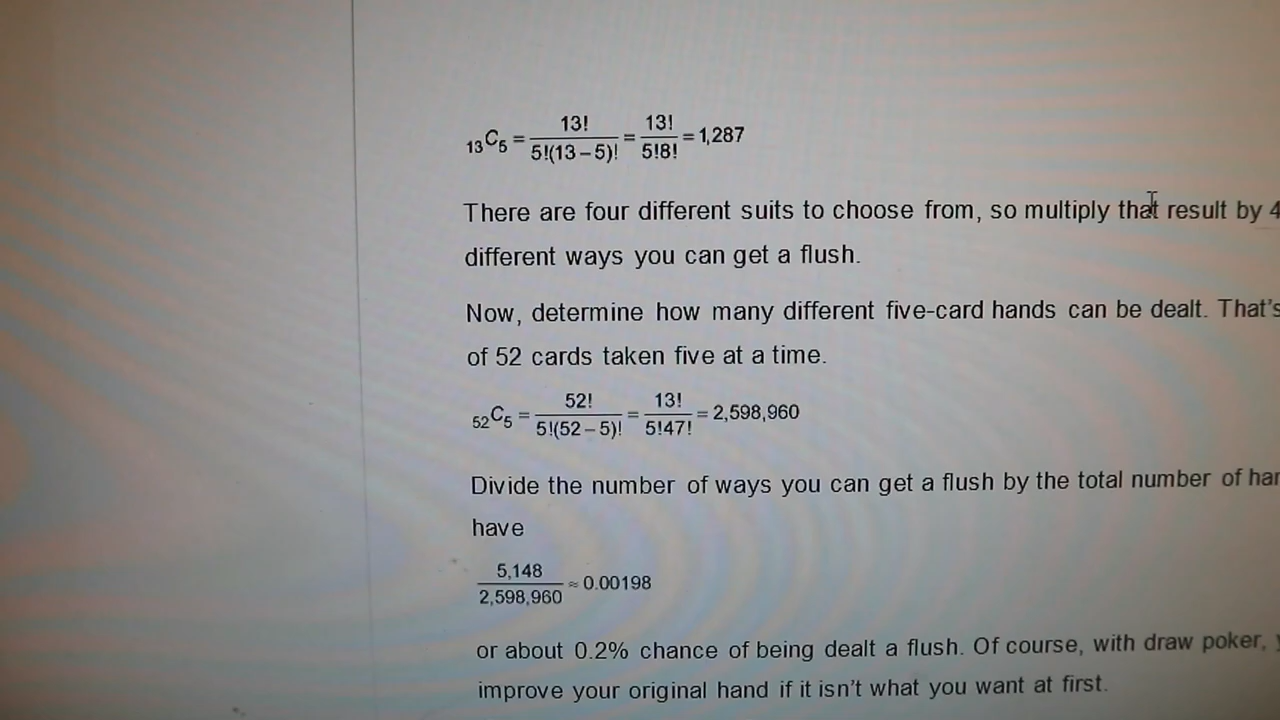 ₁₃C₅ = 13!/5!(13−5)! = 13!/5!8! = 1,287
There are four different suits to choose from, so multiply that result by 4
different ways you can get a flush.
Now, determine how many different five-card hands can be dealt. That's
of 52 cards taken five at a time.
₅₂C₅ = 52!/5!(52−5)! = 13!/5!47! = 2,598,960
Divide the number of ways you can get a flush by the total number of
have
5,148/2,598,960 ≈ 0.00198
or about 0.2% chance of being dealt a flush. Of course, with draw poker,
improve your original hand if it isn't what you want at first.